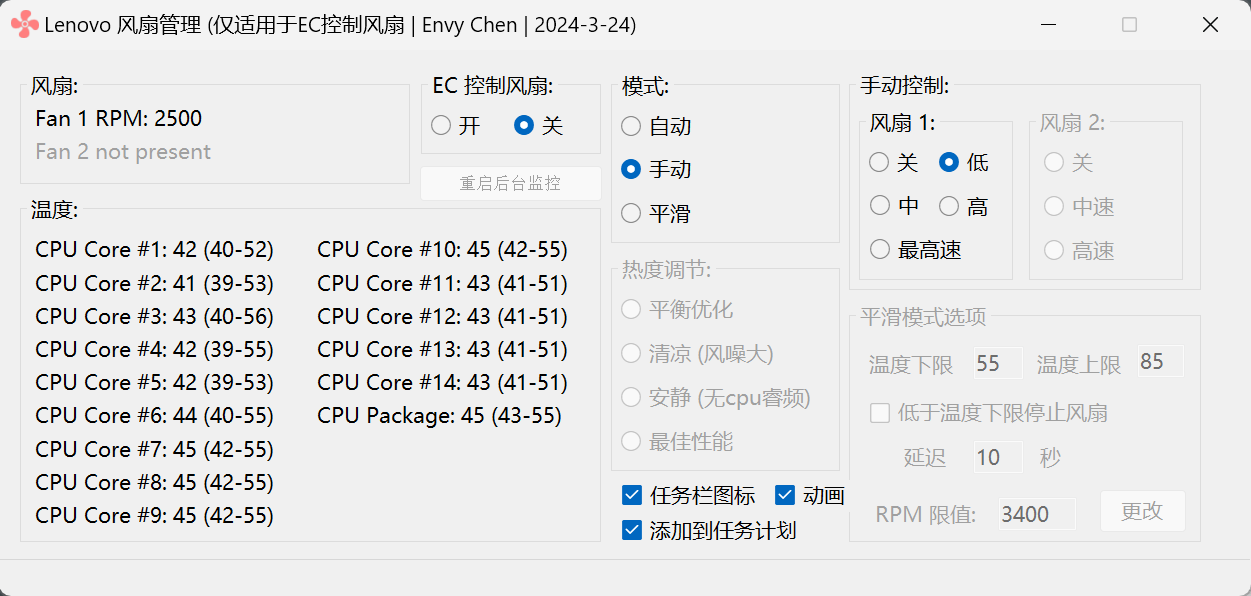 Lenovo 风扇管理 (仅适用于EC控制风扇 | Envy Chen | 2024-3-24)
风扇:
Fan 1 RPM: 2500
Fan 2 not present
EC 控制风扇:
开 关
重启后台监控
温度:
CPU Core #1: 42 (40-52)
CPU Core #2: 41 (39-53)
CPU Core #3: 43 (40-56)
CPU Core #4: 42 (39-55)
CPU Core #5: 42 (39-53)
CPU Core #6: 44 (40-55)
CPU Core #7: 45 (42-55)
CPU Core #8: 45 (42-55)
CPU Core #9: 45 (42-55)
CPU Core #10: 45 (42-55)
CPU Core #11: 43 (41-51)
CPU Core #12: 43 (41-51)
CPU Core #13: 43 (41-51)
CPU Core #14: 43 (41-51)
CPU Package: 45 (43-55)
模式:
自动
手动
平滑
热度调节:
平衡优化
清凉 (风噪大)
安静 (无cpu睿频)
最佳性能
任务栏图标 动画
添加到任务计划
手动控制:
风扇 1:
关 低
中 高
最高速
风扇 2:
关
中速
高速
平滑模式选项
温度下限 55 温度上限 85
低于温度下限停止风扇
延迟 10 秒
RPM 限值: 3400 更改